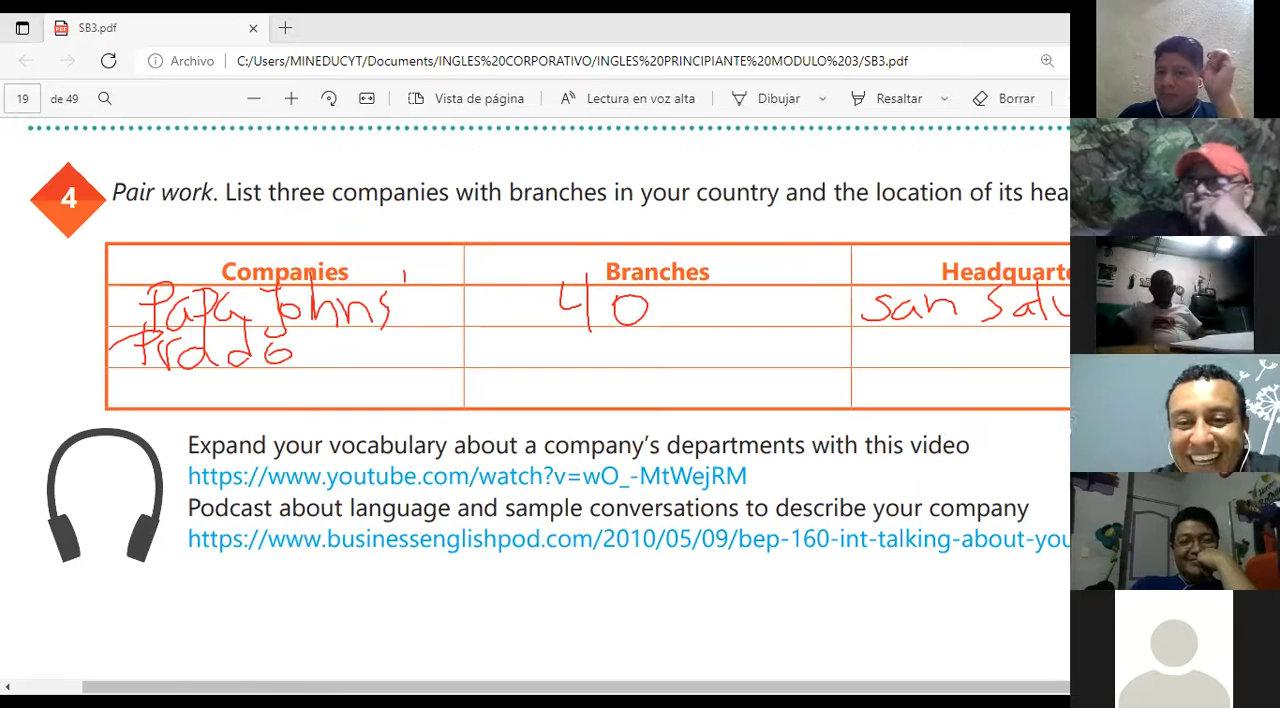 SB3.pdf
Archivo C:/Users/MINEDUCYT/Documents/INGLES%20CORPORATIVO/INGLES%20PRINCIPIANTE%20MODULO%203/SB3.pdf
19 de 49 Vista de página Lectura en voz alta Dibujar Resaltar Borrar
4 Pair work. List three companies with branches in your country and the location of its hea
Companies Branches Headquarte
Papa Johns' 40 San Salv
Prado
Expand your vocabulary about a company's departments with this video
https://www.youtube.com/watch?v=wO_-MtWejRM
Podcast about language and sample conversations to describe your company
https://www.businessenglishpod.com/2010/05/09/bep-160-int-talking-about-you